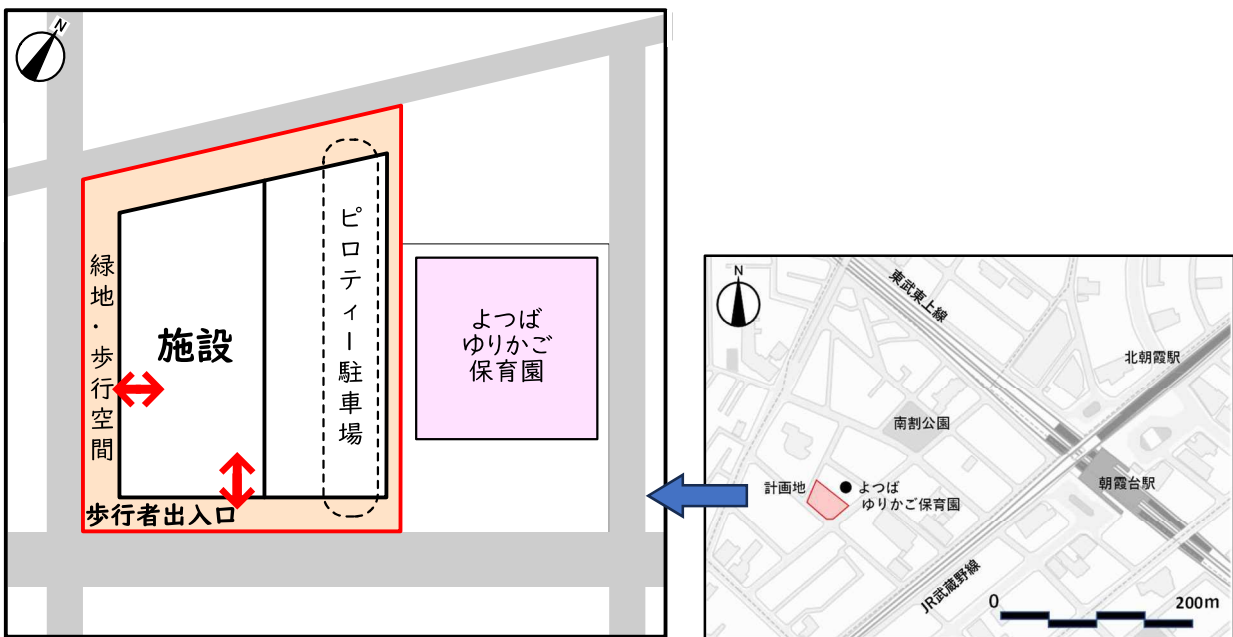 N
緑地・歩行空間
施設
ピロティー駐車場
よつば
ゆりかご
保育園
歩行者出入口
N
東武東上線
北朝霞駅
南割公園
朝霞台駅
計画地
よつば
ゆりかご保育園
JR武蔵野線
0
200m